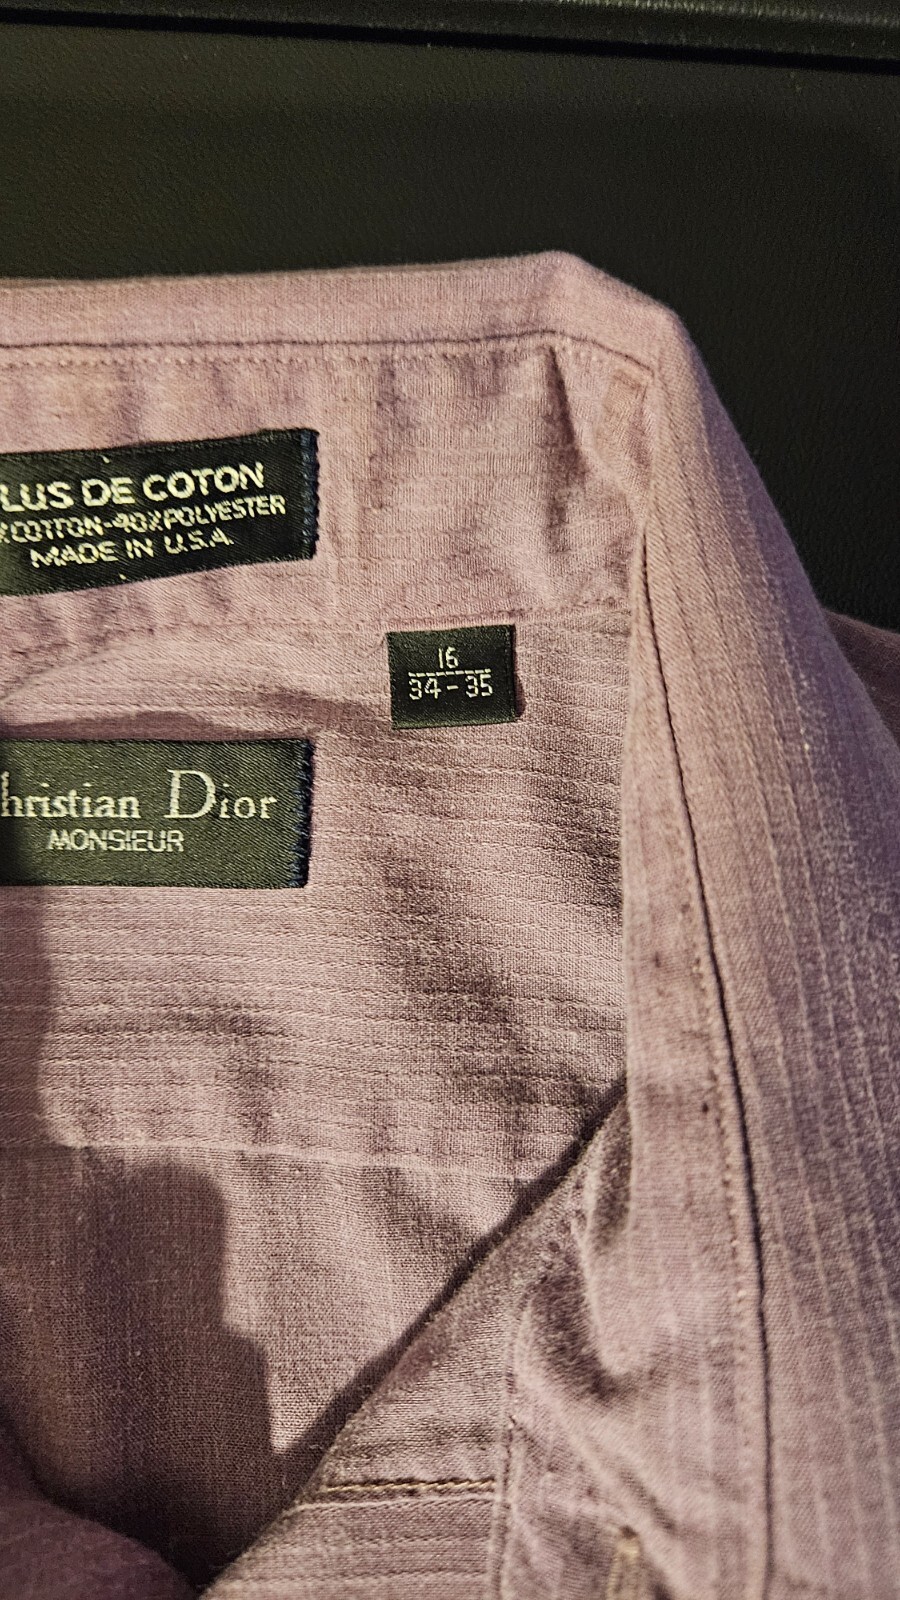 LUS DE COTON
% COTTON-40% POLYESTER
MADE IN U.S.A.
16
34-35
hristian Dior
MONSIEUR